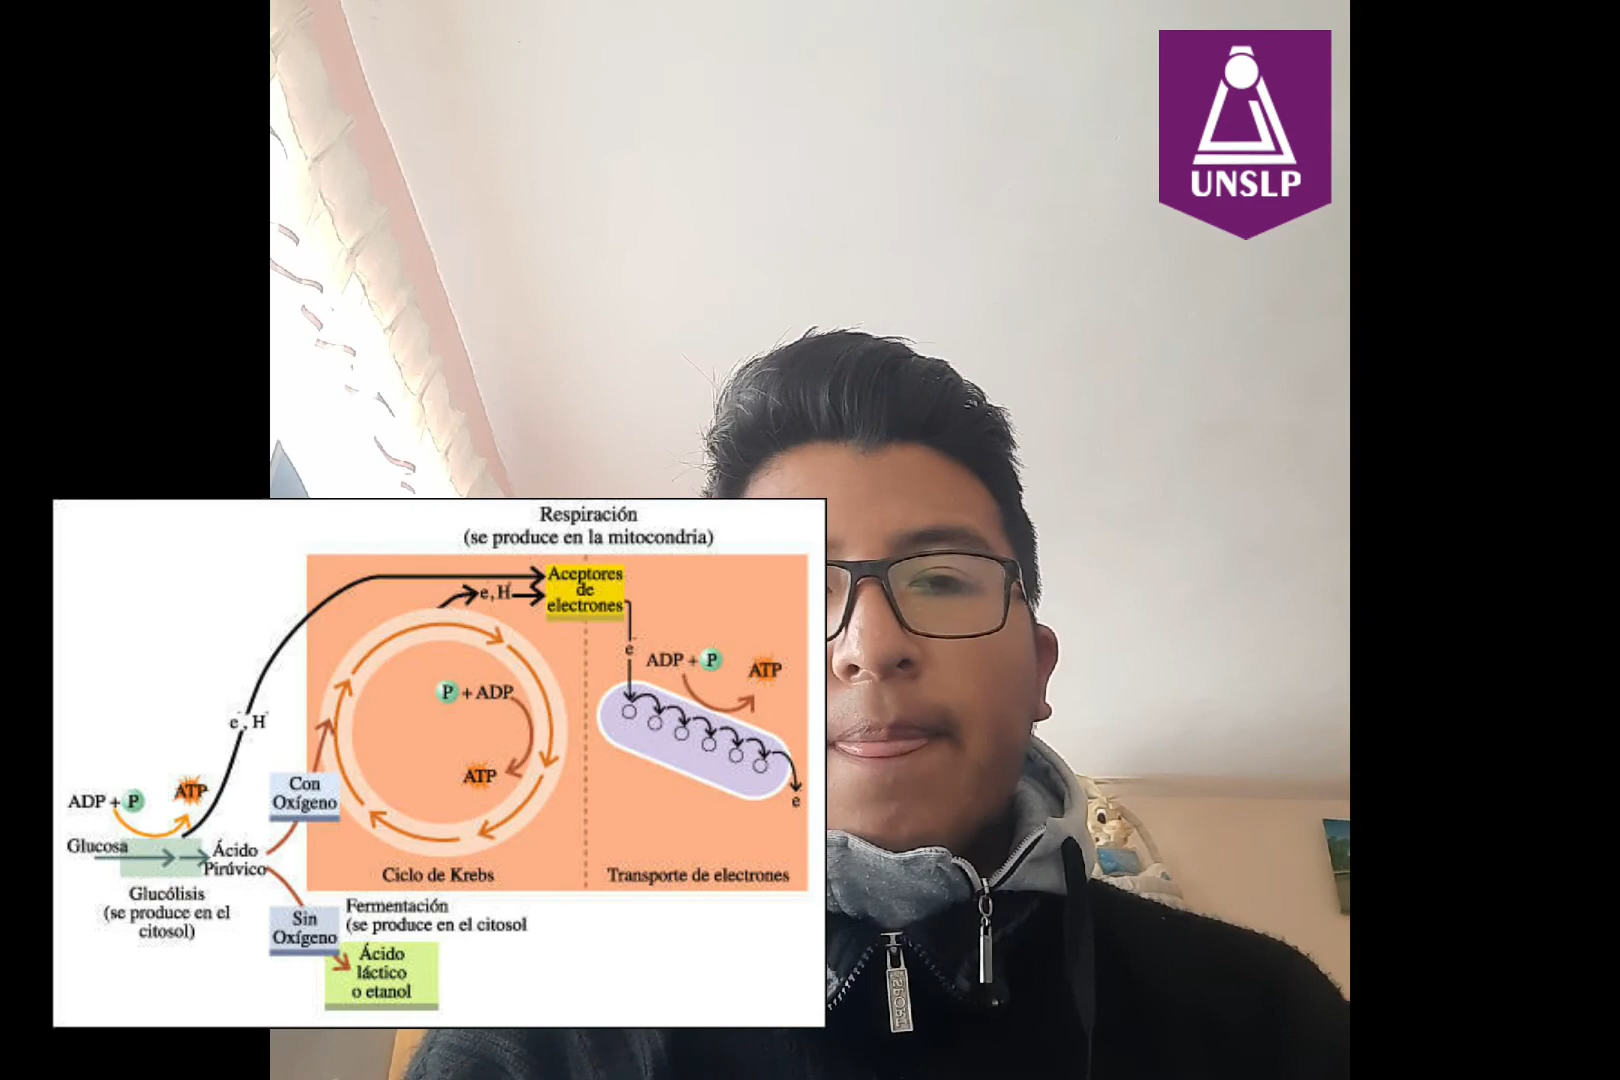 UNSLP
Respiración
(se produce en la mitocondria)
Aceptores
de
electrones
e⁻, H⁺
e⁻
ADP + P
ATP
P + ADP
ATP
e⁻, H⁺
Con
Oxígeno
ADP + P
ATP
e⁻
Glucosa
Ácido
Pirúvico
Ciclo de Krebs
Transporte de electrones
Glucólisis
(se produce en el
citosol)
Sin
Oxígeno
Fermentación
(se produce en el citosol
Ácido
láctico
o etanol
SPORT